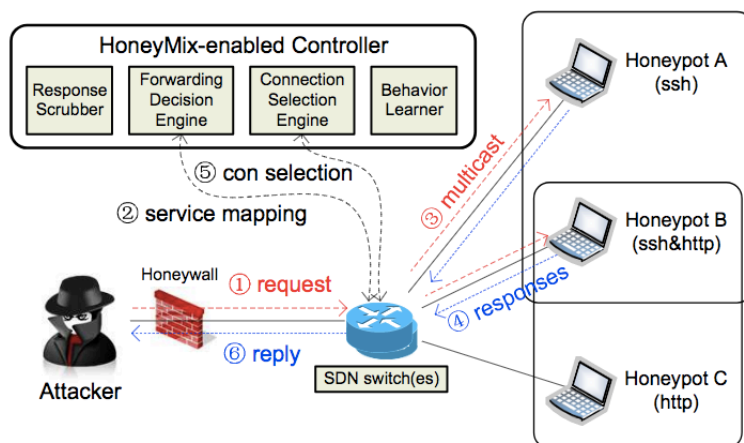 HoneyMix-enabled Controller
Response
Scrubber
Forwarding
Decision
Engine
Connection
Selection
Engine
Behavior
Learner
⑤ con selection
② service mapping
③ multicast
④ responses
Honeypot A
(ssh)
Honeypot B
(ssh&http)
Honeypot C
(http)
Honeywall
① request
⑥ reply
Attacker
SDN switch(es)